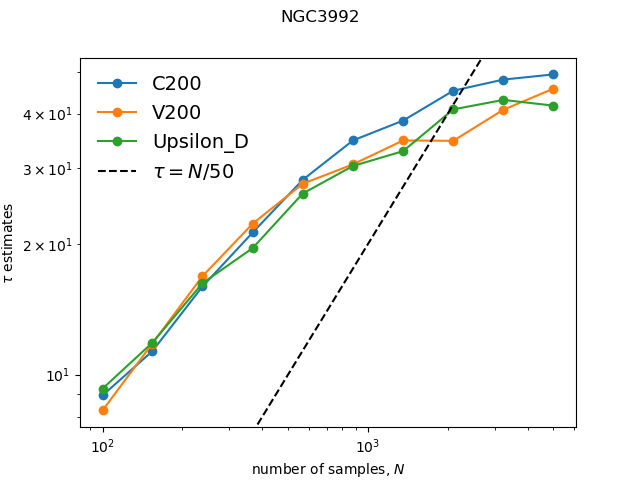 NGC3992
C200
V200
Upsilon_D
τ = N/50
4 × 10¹
3 × 10¹
2 × 10¹
10¹
τ estimates
10²
10³
number of samples, N